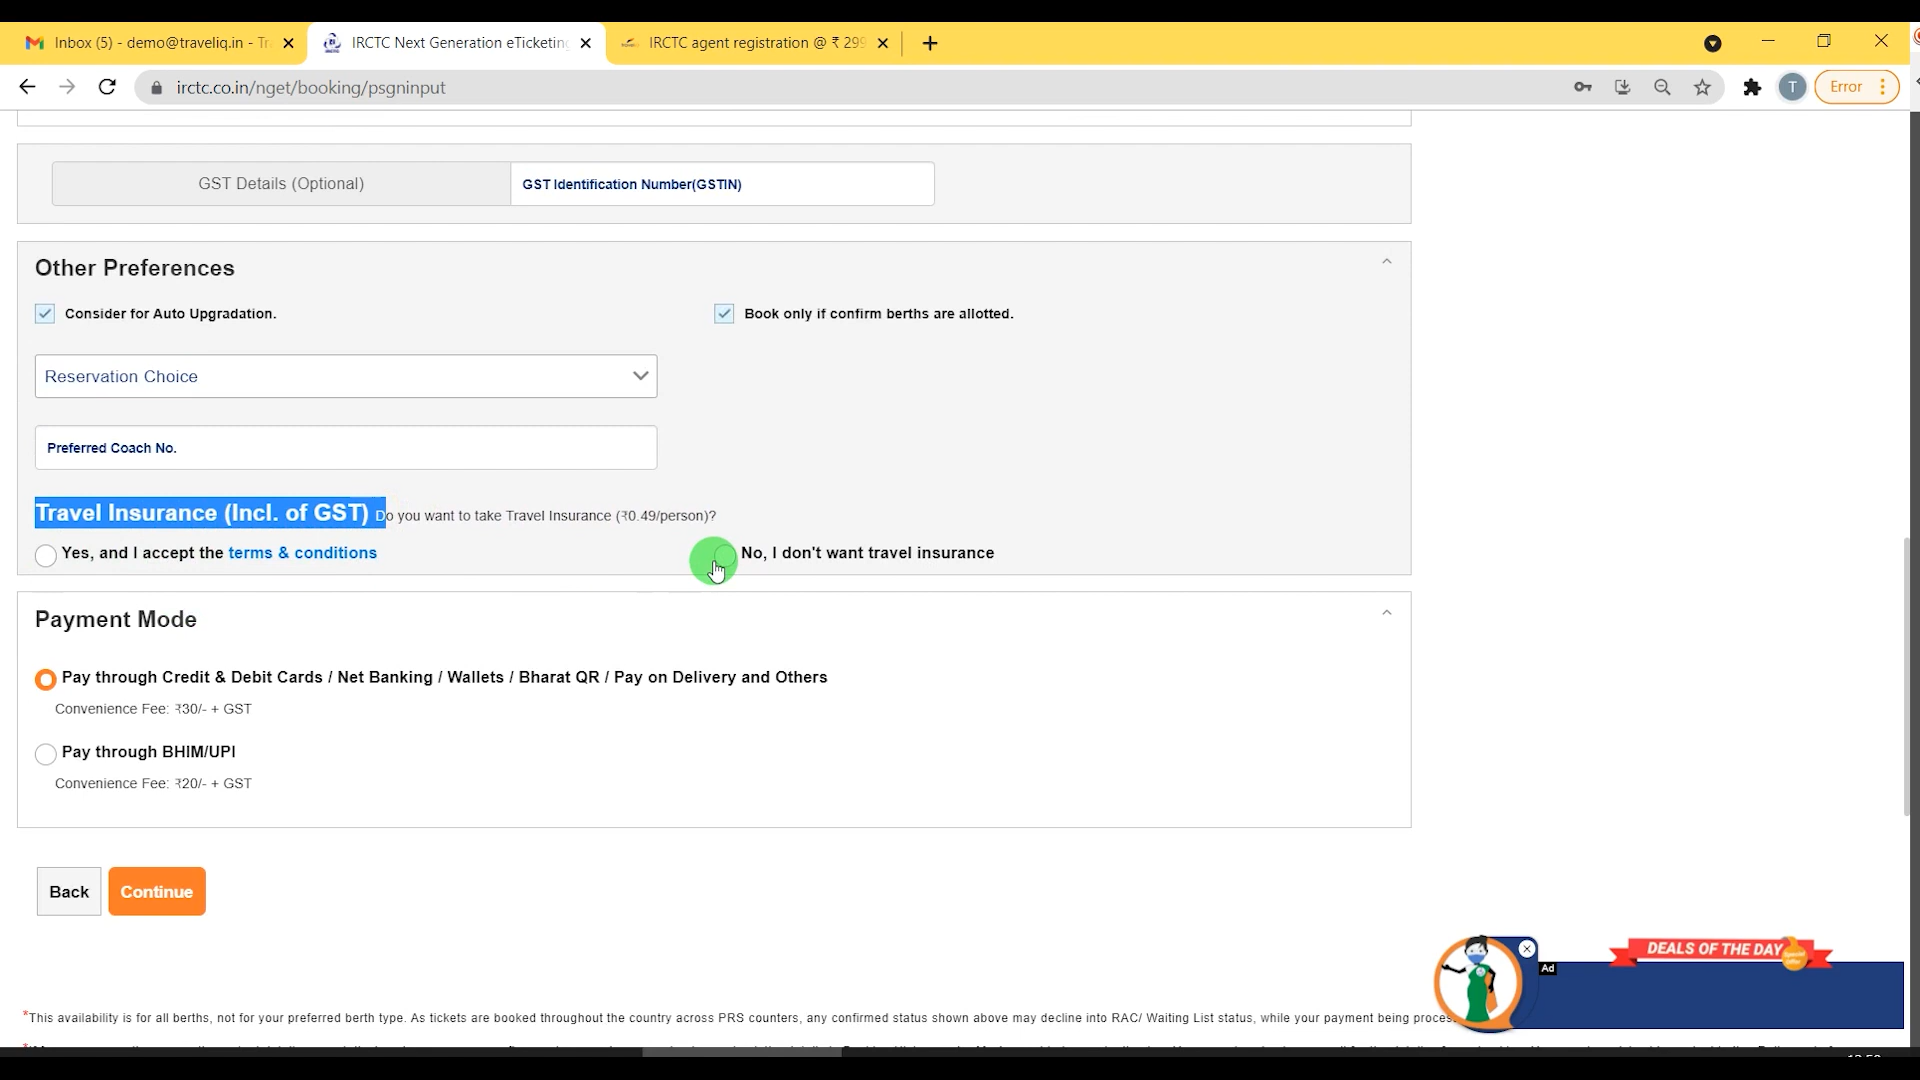 Inbox (5) - demo@traveliq.in - Tr
IRCTC Next Generation eTicketing
IRCTC agent registration @ ₹ 299
irctc.co.in/nget/booking/psgninput
T
Error
GST Details (Optional)
GST Identification Number(GSTIN)
Other Preferences
Consider for Auto Upgradation.
Book only if confirm berths are allotted.
Reservation Choice
Preferred Coach No.
Travel Insurance (Incl. of GST) Do you want to take Travel Insurance (₹0.49/person)?
Yes, and I accept the terms & conditions
No, I don't want travel insurance
Payment Mode
Pay through Credit & Debit Cards / Net Banking / Wallets / Bharat QR / Pay on Delivery and Others
Convenience Fee: ₹30/- + GST
Pay through BHIM/UPI
Convenience Fee: ₹20/- + GST
Back
Continue
DEALS OF THE DAY
Ad
*This availability is for all berths, not for your preferred berth type. As tickets are booked throughout the country across PRS counters, any confirmed status shown above may decline into RAC/ Waiting List status, while your payment being proces